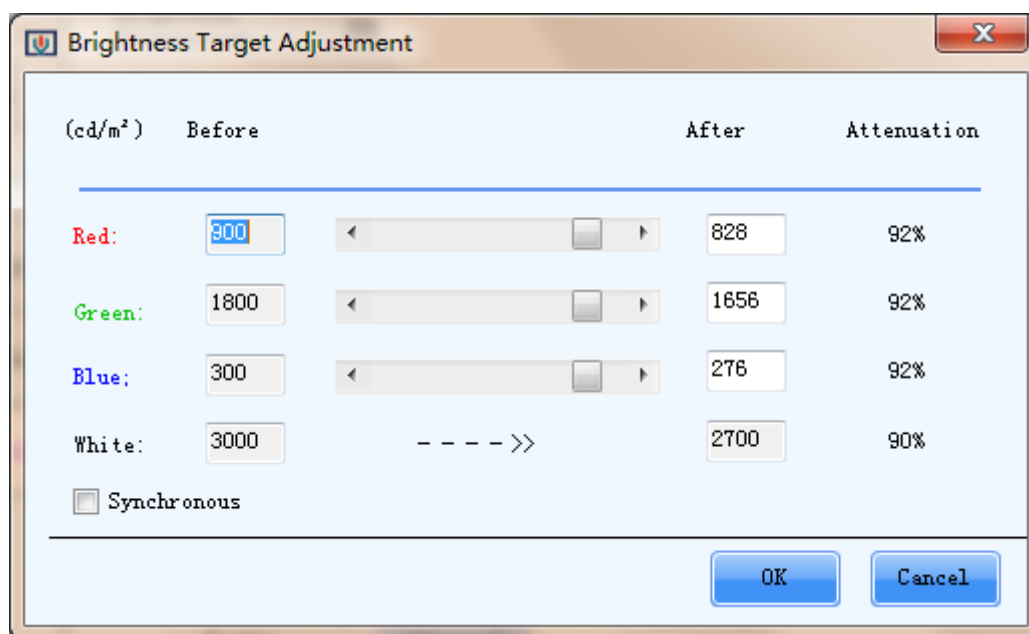 Brightness Target Adjustment
(cd/m²) Before After Attenuation
Red: 900 828 92%
Green: 1800 1656 92%
Blue: 300 276 92%
White: 3000 ---->> 2700 90%
Synchronous
OK Cancel